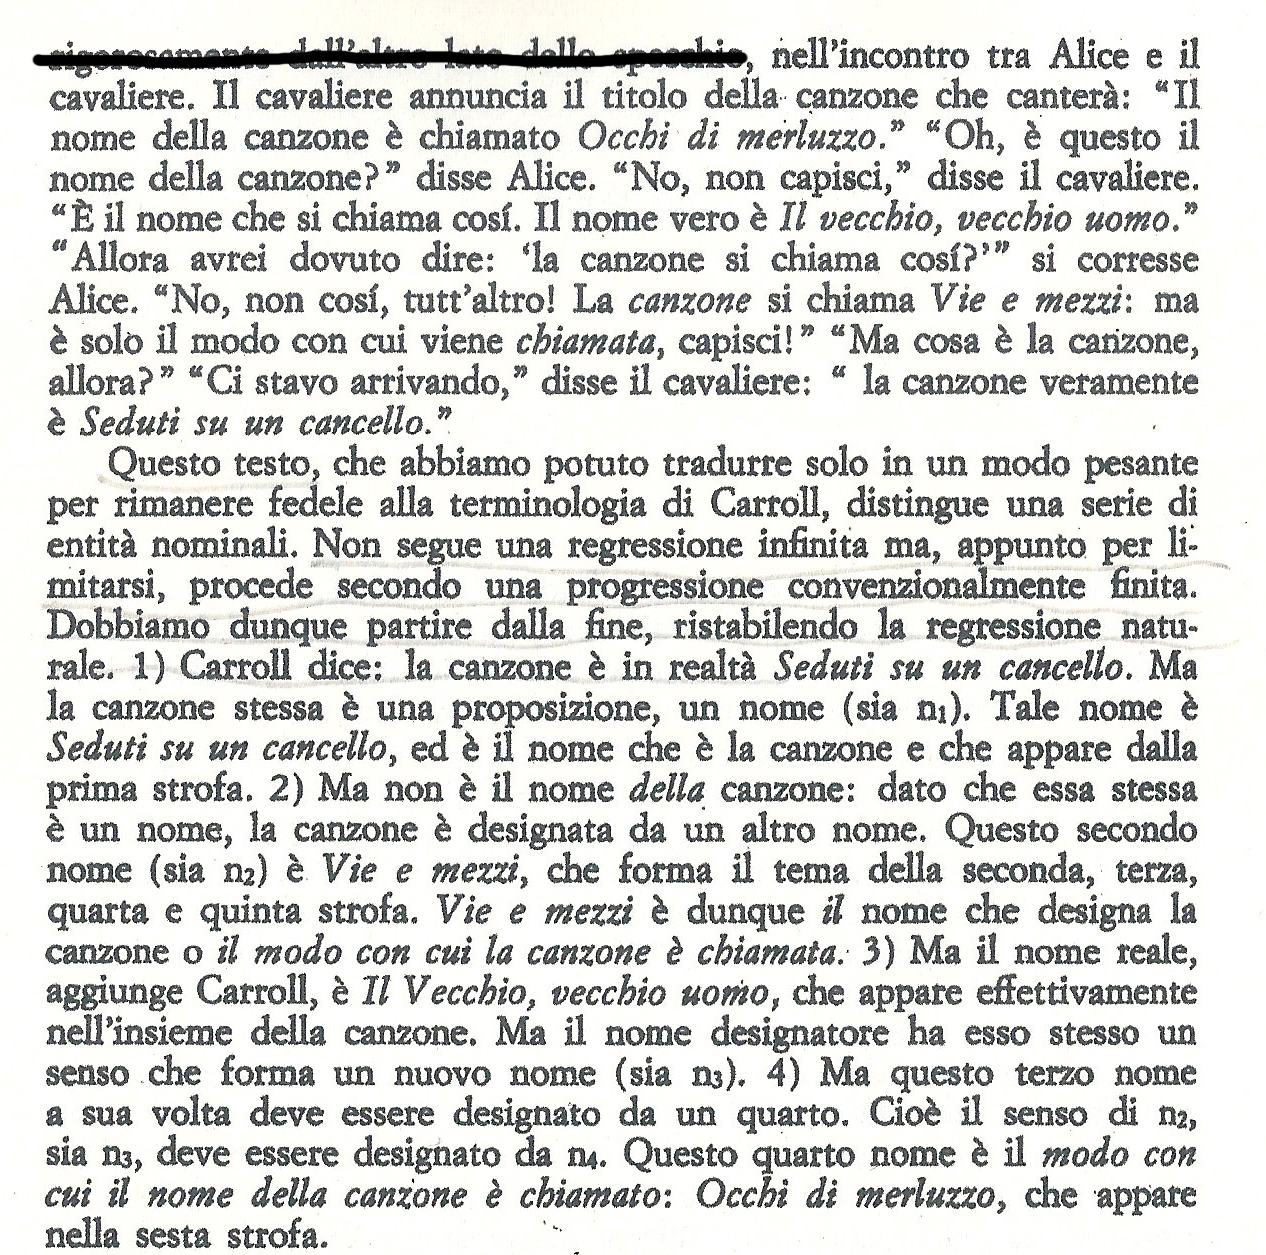 rigorosamente dall'altro lato dello specchio, nell'incontro tra Alice e il
cavaliere. Il cavaliere annuncia il titolo della canzone che canterà: “Il
nome della canzone è chiamato Occhi di merluzzo.” “Oh, è questo il
nome della canzone?” disse Alice. “No, non capisci,” disse il cavaliere.
“È il nome che si chiama cosí. Il nome vero è Il vecchio, vecchio uomo.”
“Allora avrei dovuto dire: ‘la canzone si chiama cosí?’” si corresse
Alice. “No, non cosí, tutt'altro! La canzone si chiama Vie e mezzi: ma
è solo il modo con cui viene chiamata, capisci!” “Ma cosa è la canzone,
allora?” “Ci stavo arrivando,” disse il cavaliere: “ la canzone veramente
è Seduti su un cancello.”
Questo testo, che abbiamo potuto tradurre solo in un modo pesante
per rimanere fedele alla terminologia di Carroll, distingue una serie di
entità nominali. Non segue una regressione infinita ma, appunto per li-
mitarsi, procede secondo una progressione convenzionalmente finita.
Dobbiamo dunque partire dalla fine, ristabilendo la regressione natu-
rale. 1) Carroll dice: la canzone è in realtà Seduti su un cancello. Ma
la canzone stessa è una proposizione, un nome (sia n₁). Tale nome è
Seduti su un cancello, ed è il nome che è la canzone e che appare dalla
prima strofa. 2) Ma non è il nome della canzone: dato che essa stessa
è un nome, la canzone è designata da un altro nome. Questo secondo
nome (sia n₂) è Vie e mezzi, che forma il tema della seconda, terza,
quarta e quinta strofa. Vie e mezzi è dunque il nome che designa la
canzone o il modo con cui la canzone è chiamata. 3) Ma il nome reale,
aggiunge Carroll, è Il Vecchio, vecchio uomo, che appare effettivamente
nell'insieme della canzone. Ma il nome designatore ha esso stesso un
senso che forma un nuovo nome (sia n₃). 4) Ma questo terzo nome
a sua volta deve essere designato da un quarto. Cioè il senso di n₂,
sia n₃, deve essere designato da n₄. Questo quarto nome è il modo con
cui il nome della canzone è chiamato: Occhi di merluzzo, che appare
nella sesta strofa.